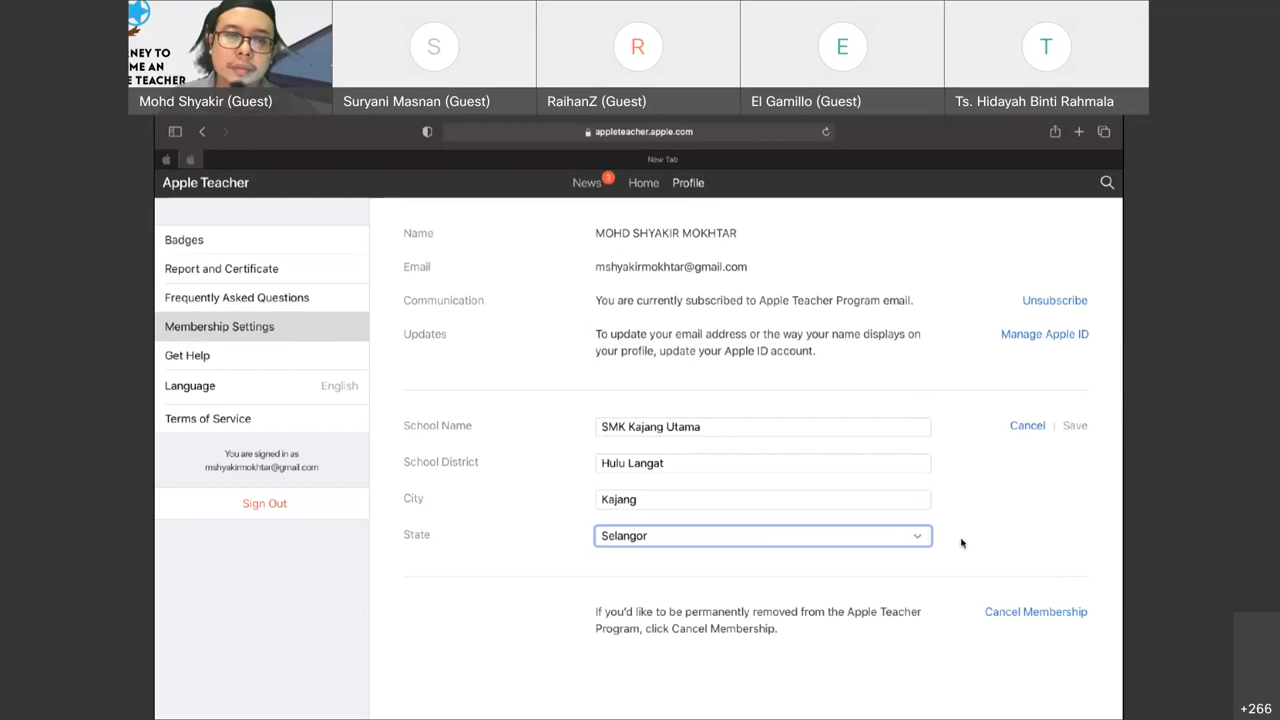 NEY TO
ME AN
E TEACHER
Mohd Shyakir (Guest)
S
Suryani Masnan (Guest)
R
RaihanZ (Guest)
E
El Gamillo (Guest)
T
Ts. Hidayah Binti Rahmala
appleteacher.apple.com
New Tab
Apple Teacher
News
3
Home
Profile
Badges
Report and Certificate
Frequently Asked Questions
Membership Settings
Get Help
Language English
Terms of Service
You are signed in as
mshyakirmokhtar@gmail.com
Sign Out
Name MOHD SHYAKIR MOKHTAR
Email mshyakirmokhtar@gmail.com
Communication You are currently subscribed to Apple Teacher Program email. Unsubscribe
Updates To update your email address or the way your name displays on Manage Apple ID
your profile, update your Apple ID account.
School Name SMK Kajang Utama Cancel | Save
School District Hulu Langat
City Kajang
State Selangor
If you'd like to be permanently removed from the Apple Teacher Cancel Membership
Program, click Cancel Membership.
+266